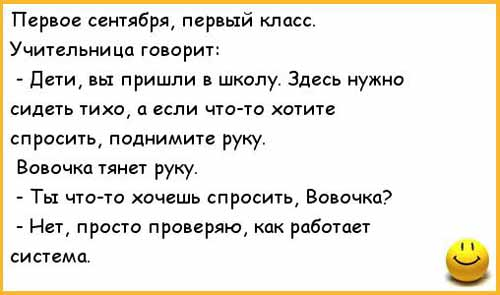 Первое сентября, первый класс.
Учительница говорит:
- Дети, вы пришли в школу. Здесь нужно
сидеть тихо, а если что-то хотите
спросить, поднимите руку.
Вовочка тянет руку.
- Ты что-то хочешь спросить, Вовочка?
- Нет, просто проверяю, как работает
система.